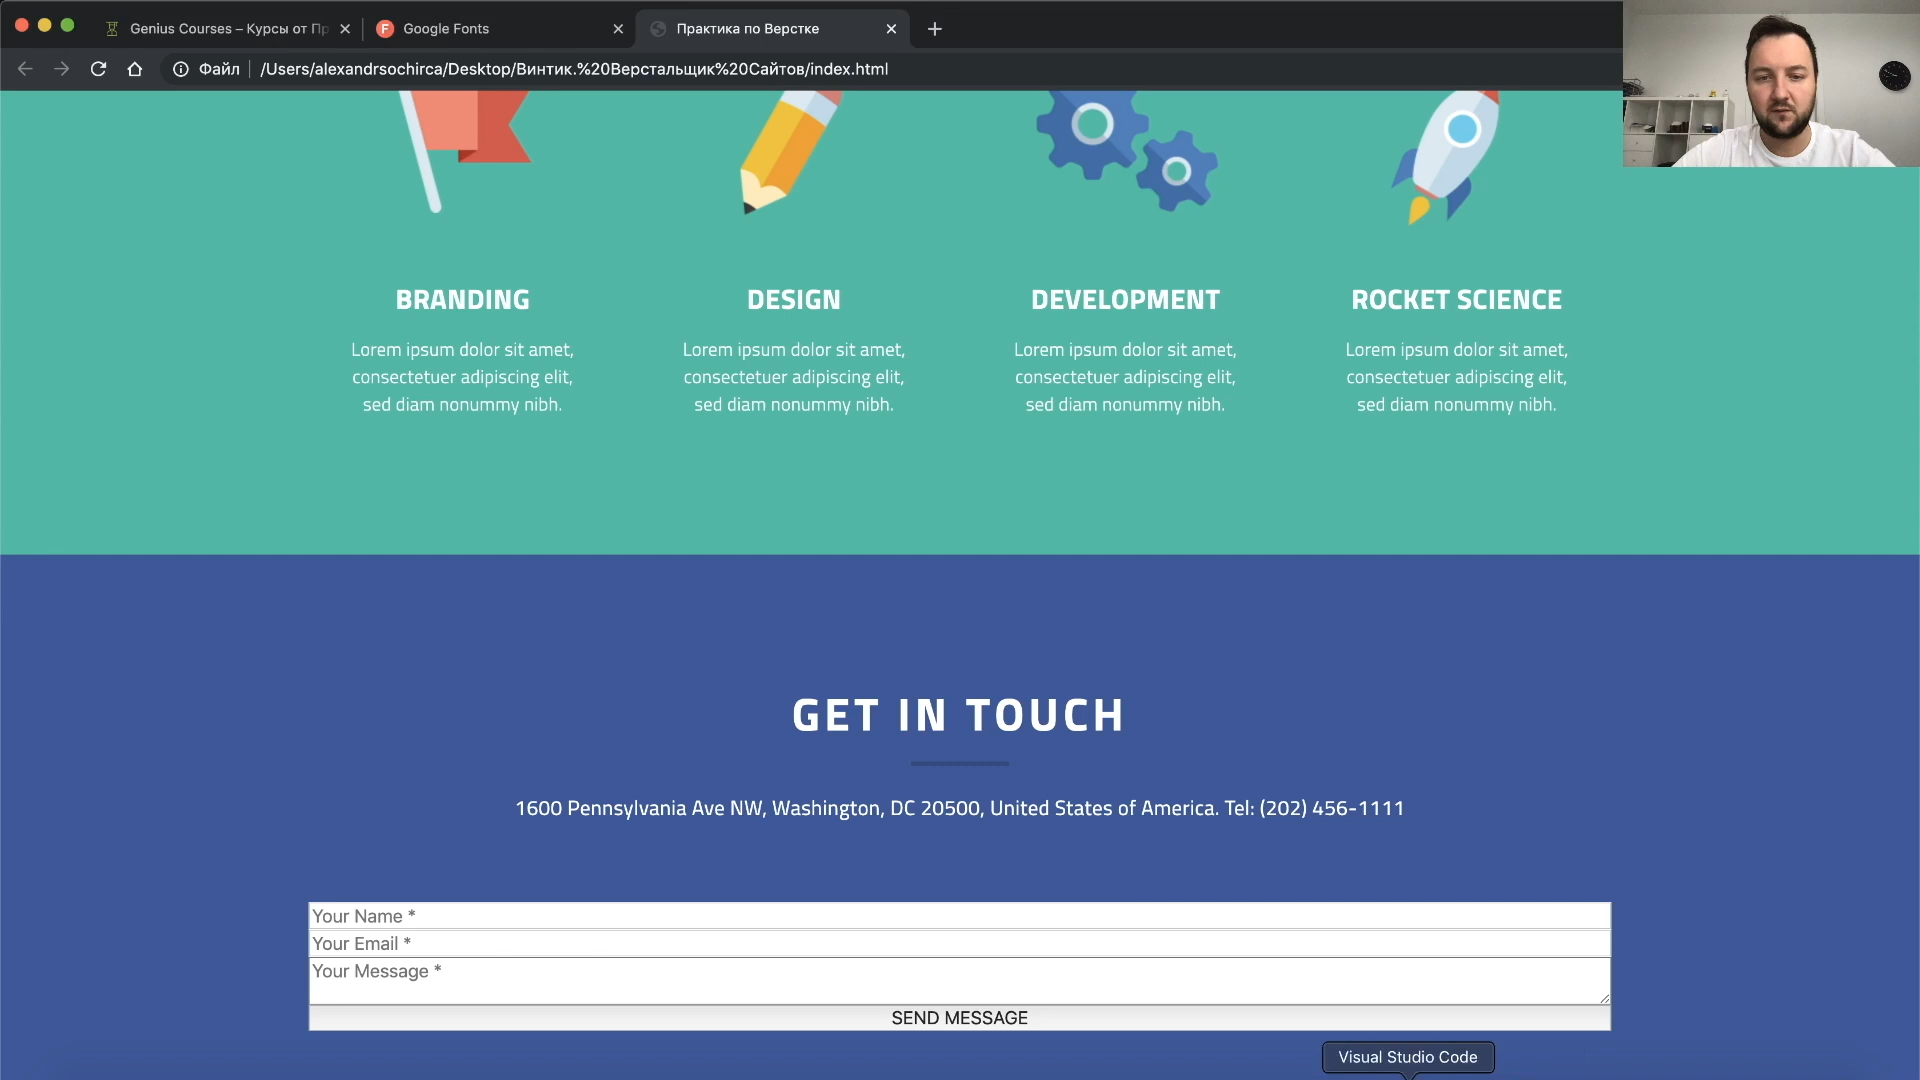 Genius Courses – Курсы от Пр
Google Fonts
Практика по Верстке
Файл
/Users/alexandrsochirca/Desktop/Винтик.%20Верстальщик%20Сайтов/index.html
BRANDING
DESIGN
DEVELOPMENT
ROCKET SCIENCE
Lorem ipsum dolor sit amet,
consectetuer adipiscing elit,
sed diam nonummy nibh.
Lorem ipsum dolor sit amet,
consectetuer adipiscing elit,
sed diam nonummy nibh.
Lorem ipsum dolor sit amet,
consectetuer adipiscing elit,
sed diam nonummy nibh.
Lorem ipsum dolor sit amet,
consectetuer adipiscing elit,
sed diam nonummy nibh.
GET IN TOUCH
1600 Pennsylvania Ave NW, Washington, DC 20500, United States of America. Tel: (202) 456-1111
Your Name *
Your Email *
Your Message *
SEND MESSAGE
Visual Studio Code